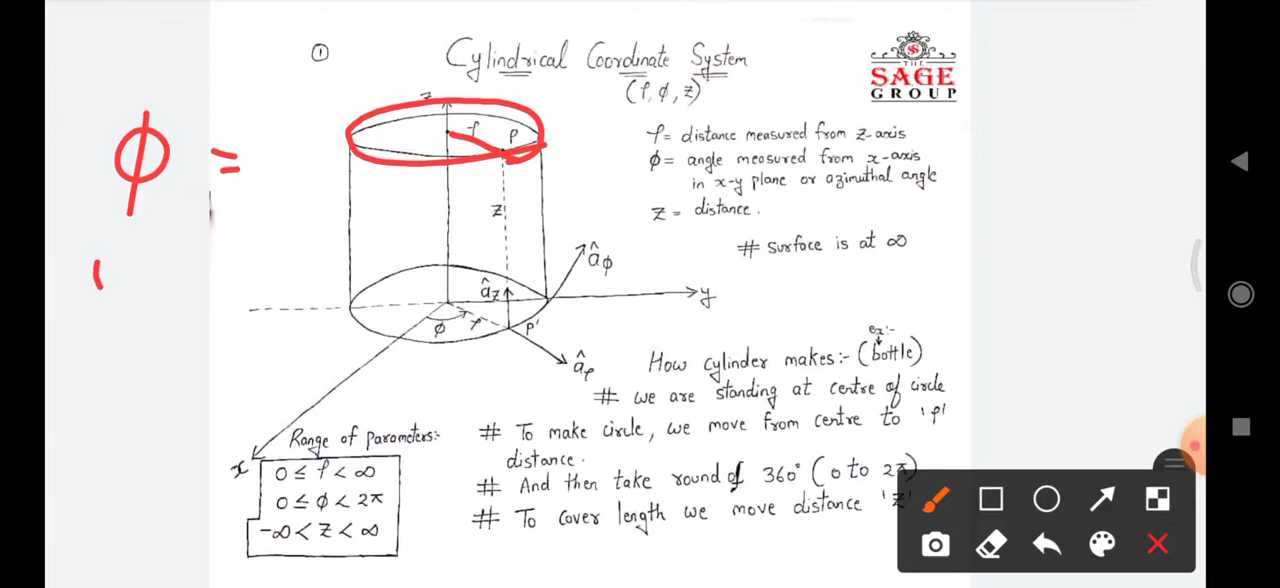 ①
Cylindrical Coordinate System
(ρ, φ, z)
THE
SAGE
GROUP
φ =
z
ρ
P
z
ρ = distance measured from z-axis
φ = angle measured from x-axis
in x-y plane or azimuthal angle
z = distance.
# surface is at ∞
âφ
âz
y
φ
ρ
P'
âρ
x
ex:-
How cylinder makes:- (bottle)
# we are standing at centre of circle
# To make circle, we move from centre to 'ρ'
distance.
# And then take round of 360° (0 to 2π)
# To cover length we move distance 'z'
Range of parameters:-
0 ≤ ρ < ∞
0 ≤ φ < 2π
-∞ < z < ∞